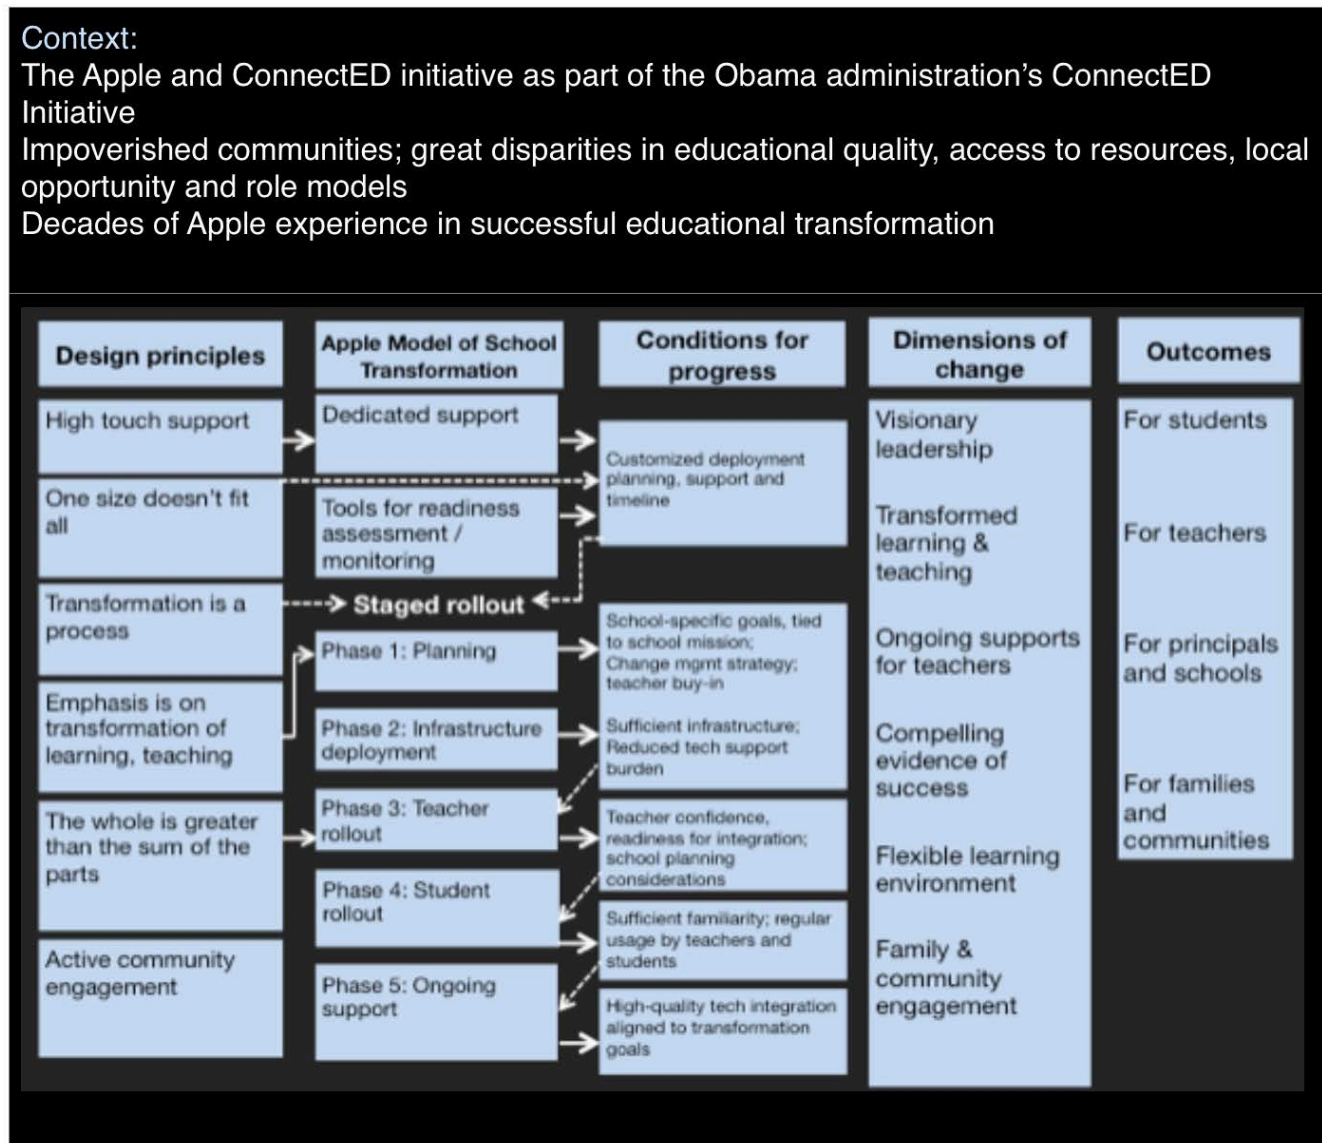 Context:
The Apple and ConnectED initiative as part of the Obama administration’s ConnectED
Initiative
Impoverished communities; great disparities in educational quality, access to resources, local
opportunity and role models
Decades of Apple experience in successful educational transformation
Design principles
High touch support
One size doesn't fit
all
Transformation is a
process
Emphasis is on
transformation of
learning, teaching
The whole is greater
than the sum of the
parts
Active community
engagement
Apple Model of School
Transformation
Dedicated support
Tools for readiness
assessment /
monitoring
Staged rollout
Phase 1: Planning
Phase 2: Infrastructure
deployment
Phase 3: Teacher
rollout
Phase 4: Student
rollout
Phase 5: Ongoing
support
Conditions for
progress
Customized deployment
planning, support and
timeline
School-specific goals, tied
to school mission;
Change mgmt strategy;
teacher buy-in
Sufficient infrastructure;
Reduced tech support
burden
Teacher confidence,
readiness for integration;
school planning
considerations
Sufficient familiarity; regular
usage by teachers and
students
High-quality tech integration
aligned to transformation
goals
Dimensions of
change
Visionary
leadership
Transformed
learning &
teaching
Ongoing supports
for teachers
Compelling
evidence of
success
Flexible learning
environment
Family &
community
engagement
Outcomes
For students
For teachers
For principals
and schools
For families
and
communities